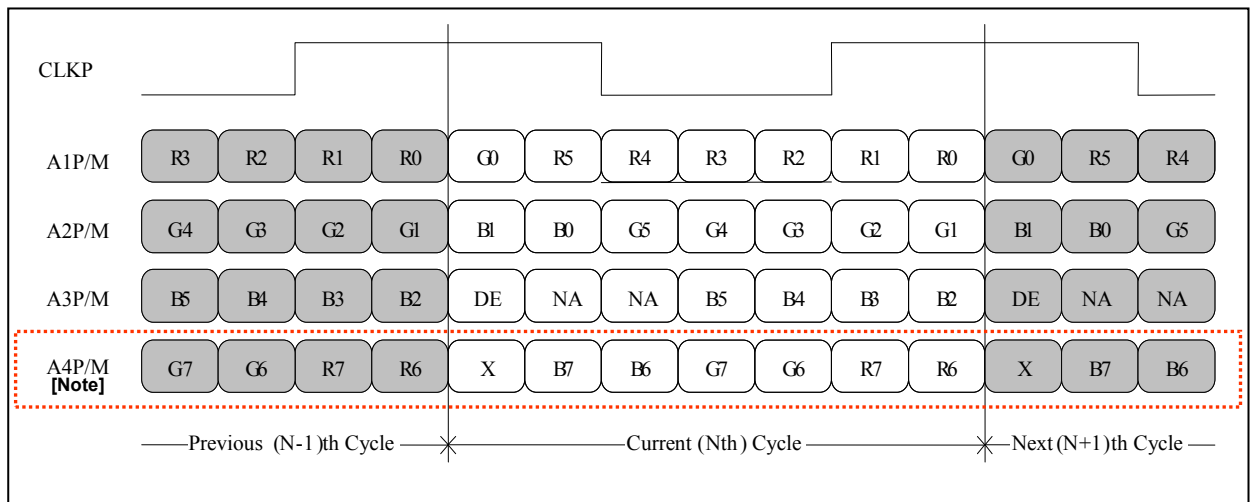 CLKP
A1P/M R3 R2 R1 R0 G0 R5 R4 R3 R2 R1 R0 G0 R5 R4
A2P/M G4 G3 G2 G1 B1 B0 G5 G4 G3 G2 G1 B1 B0 G5
A3P/M B5 B4 B3 B2 DE NA NA B5 B4 B3 B2 DE NA NA
A4P/M G7 G6 R7 R6 X B7 B6 G7 G6 R7 R6 X B7 B6
[Note]
Previous (N-1)th Cycle Current (Nth) Cycle Next (N+1)th Cycle